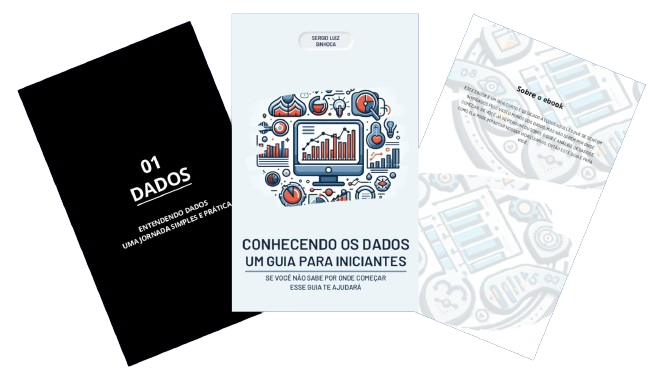 01
DADOS
ENTENDENDO DADOS
UMA JORNADA SIMPLES E PRÁTICA
SERGIO LUIZ
BINHOCA
CONHECENDO OS DADOS
UM GUIA PARA INICIANTES
SE VOCÊ NÃO SABE POR ONDE COMEÇAR
ESSE GUIA TE AJUDARÁ
Sobre o ebook